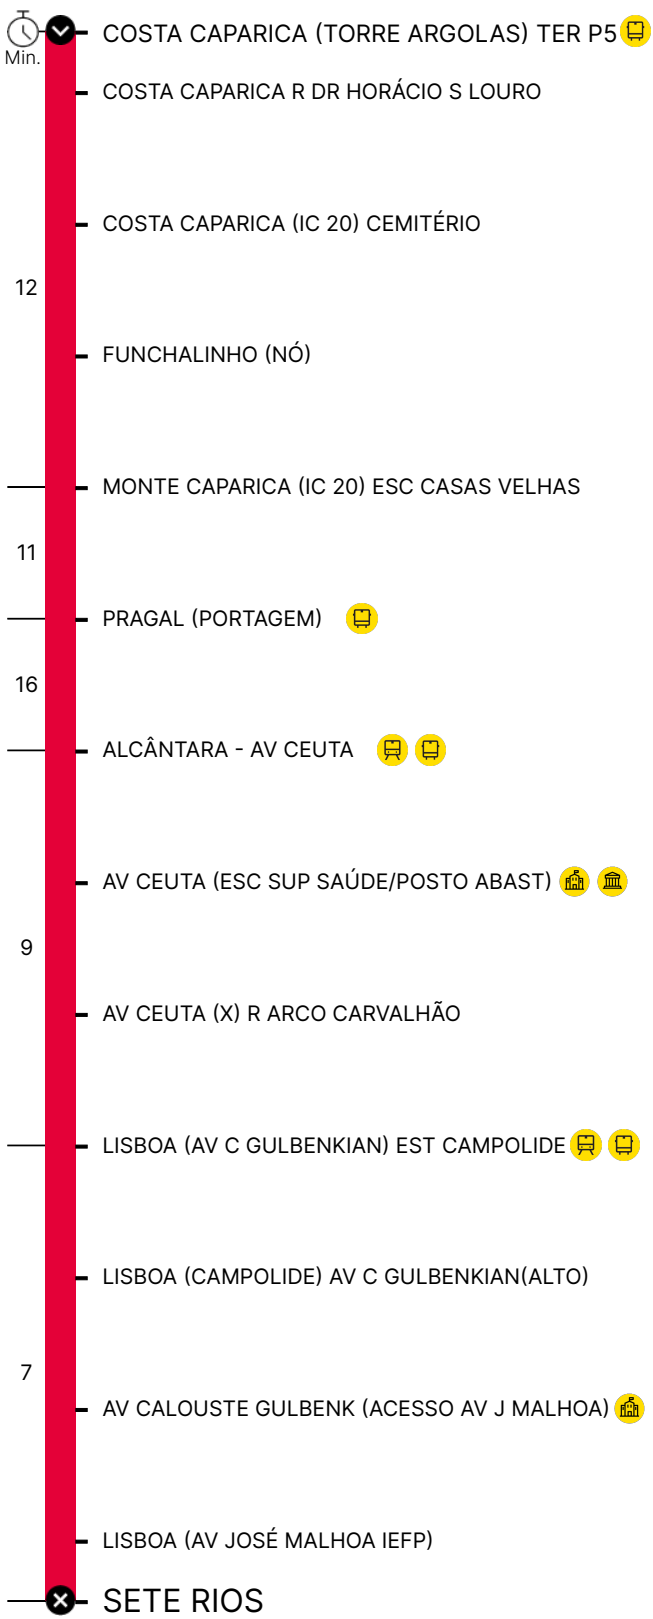 COSTA CAPARICA (TORRE ARGOLAS) TER P5
Min.
COSTA CAPARICA R DR HORÁCIO S LOURO
COSTA CAPARICA (IC 20) CEMITÉRIO
12
FUNCHALINHO (NÓ)
MONTE CAPARICA (IC 20) ESC CASAS VELHAS
11
PRAGAL (PORTAGEM)
16
ALCÂNTARA - AV CEUTA
AV CEUTA (ESC SUP SAÚDE/POSTO ABAST)
9
AV CEUTA (X) R ARCO CARVALHÃO
LISBOA (AV C GULBENKIAN) EST CAMPOLIDE
LISBOA (CAMPOLIDE) AV C GULBENKIAN(ALTO)
7
AV CALOUSTE GULBENK (ACESSO AV J MALHOA)
LISBOA (AV JOSÉ MALHOA IEFP)
SETE RIOS